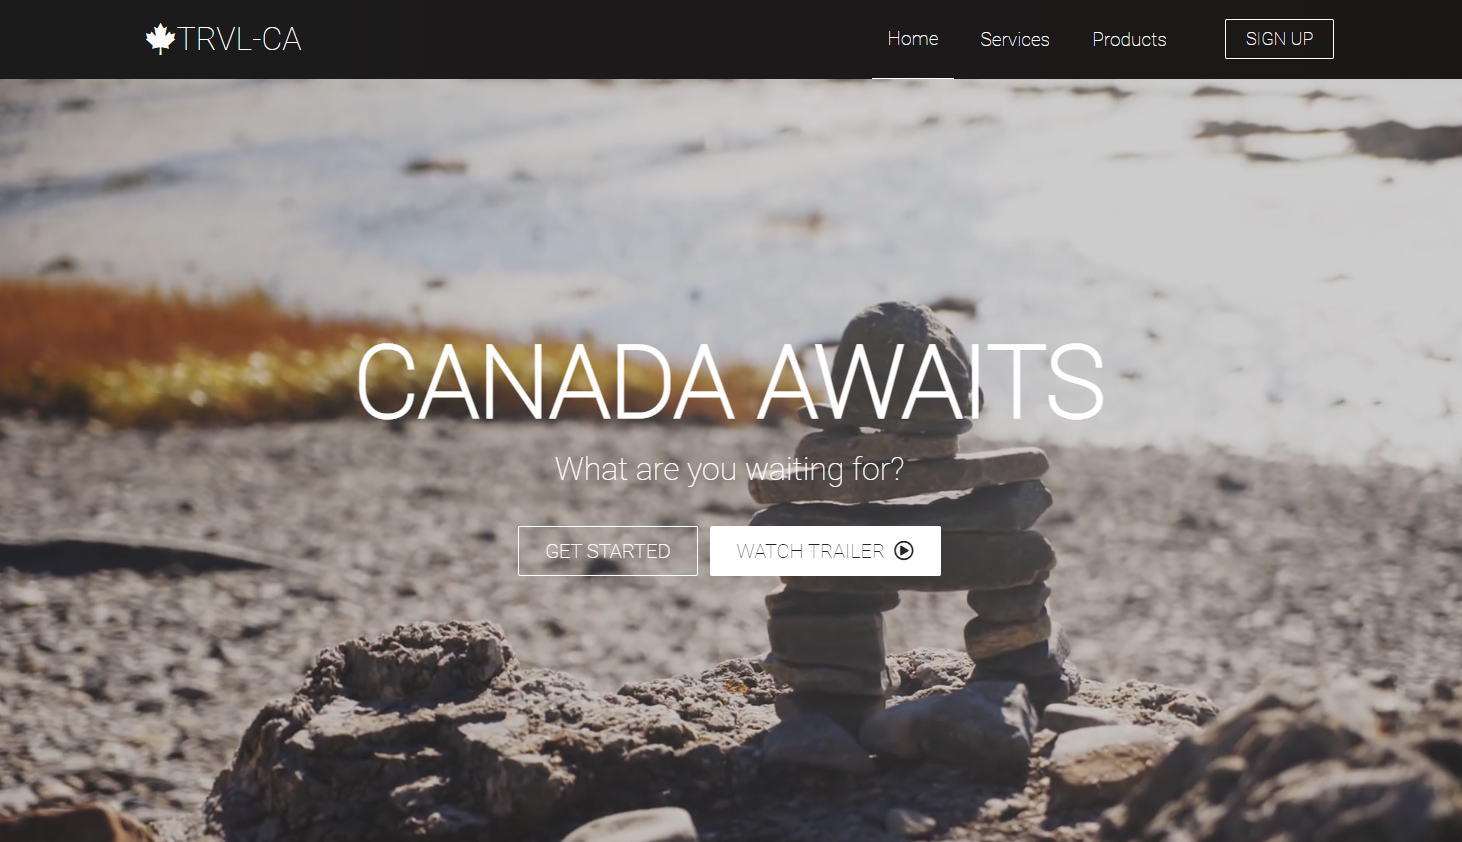 TRVL-CA
Home
Services
Products
SIGN UP
CANADA AWAITS
What are you waiting for?
GET STARTED
WATCH TRAILER